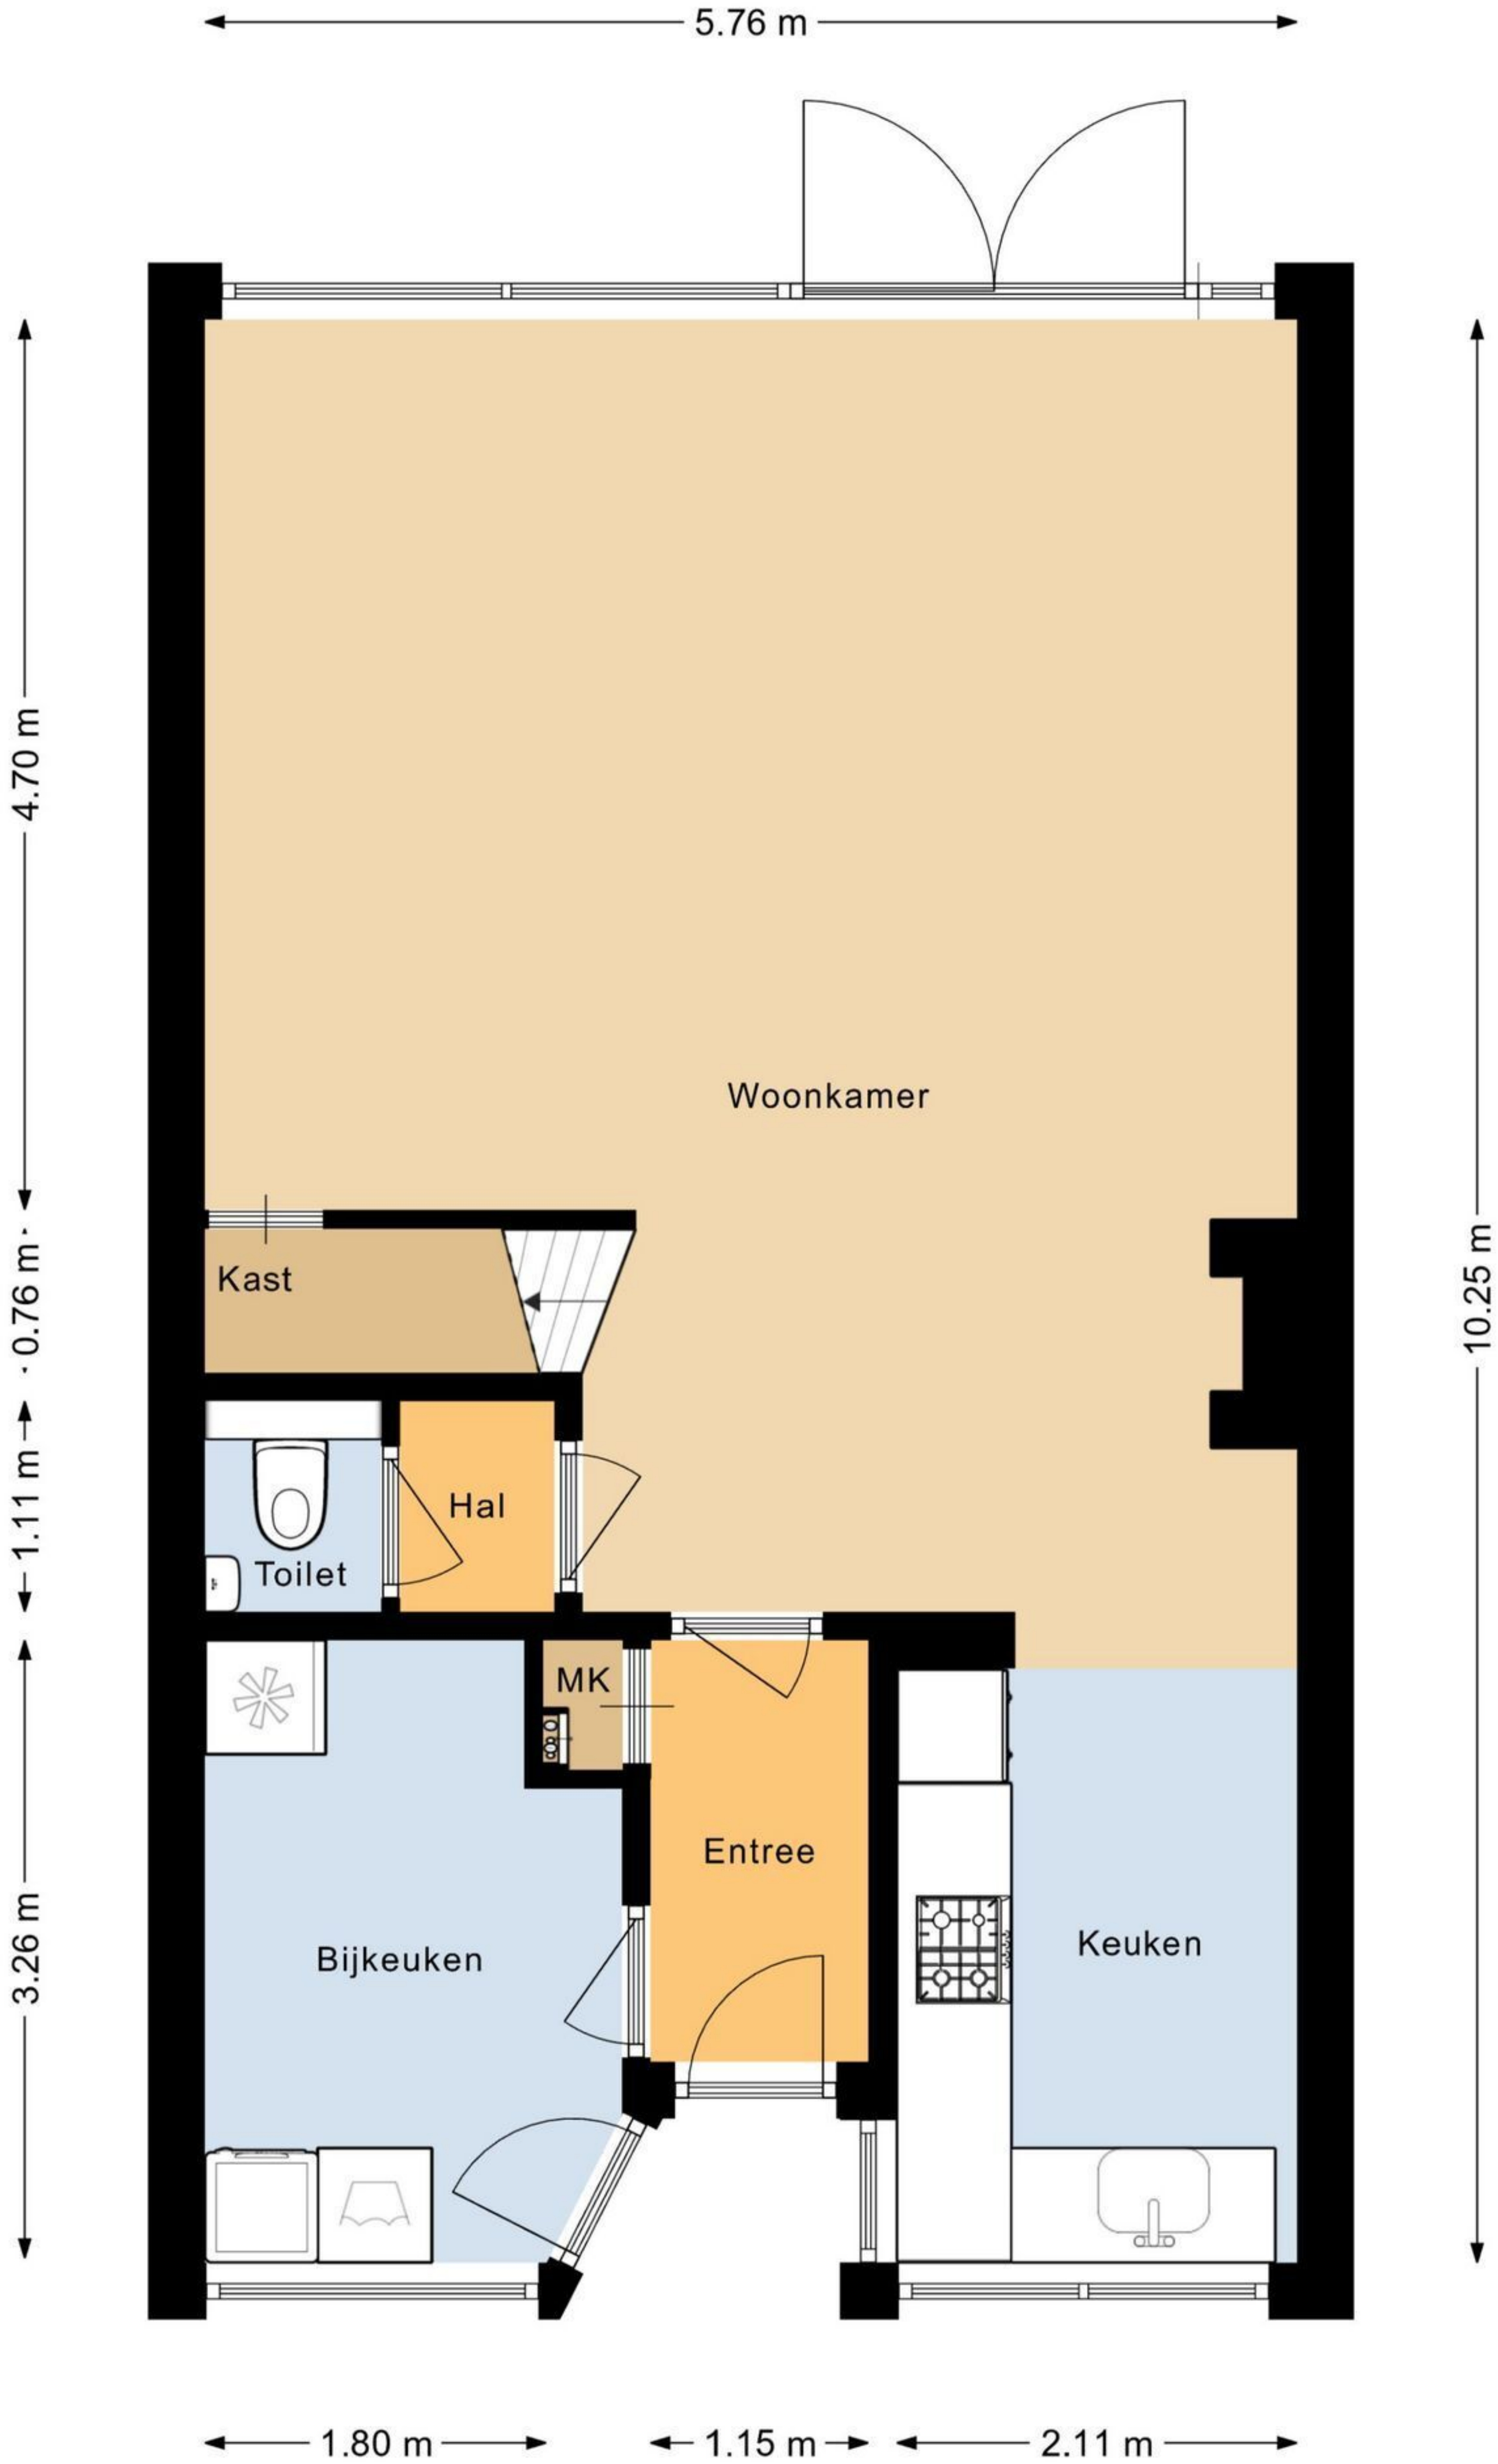 5.76 m
4.70 m
Woonkamer
10.25 m
0.76 m
Kast
1.11 m
Hal
Toilet
MK
Entree
3.26 m
Bijkeuken
Keuken
1.80 m
1.15 m
2.11 m